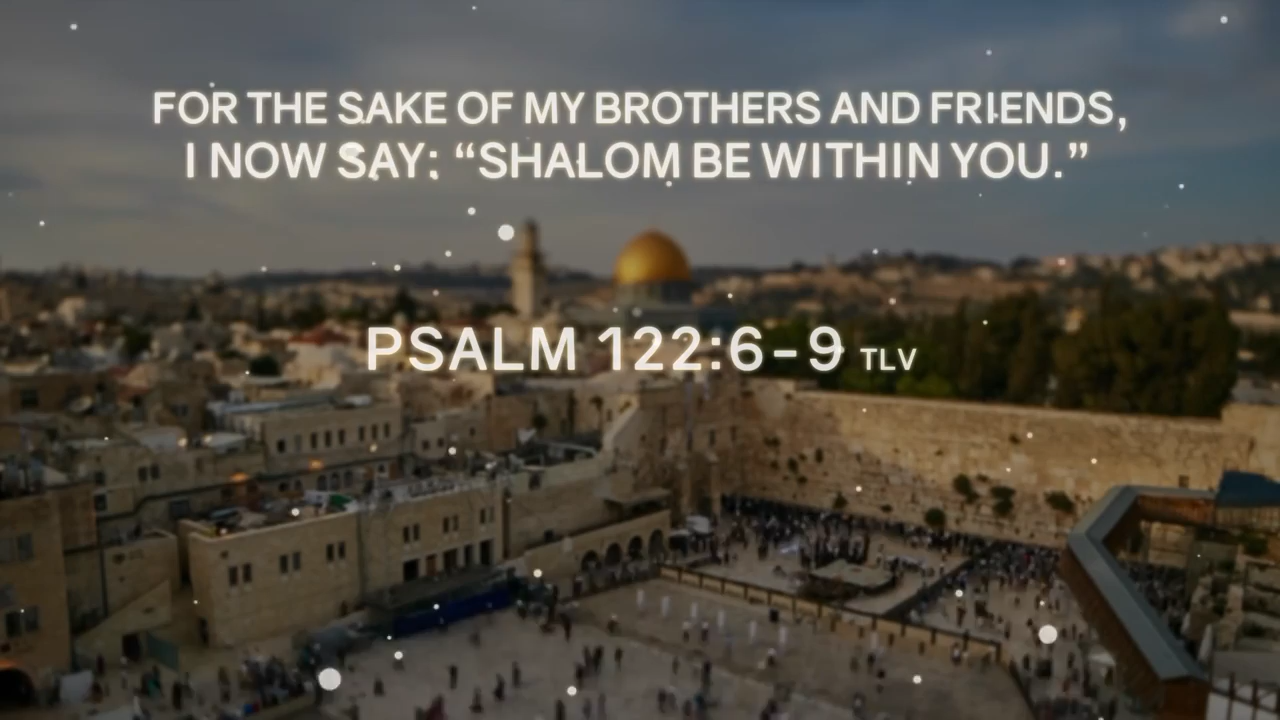 FOR THE SAKE OF MY BROTHERS AND FRIENDS,
I NOW SAY: “SHALOM BE WITHIN YOU.”
PSALM 122:6-9 TLV